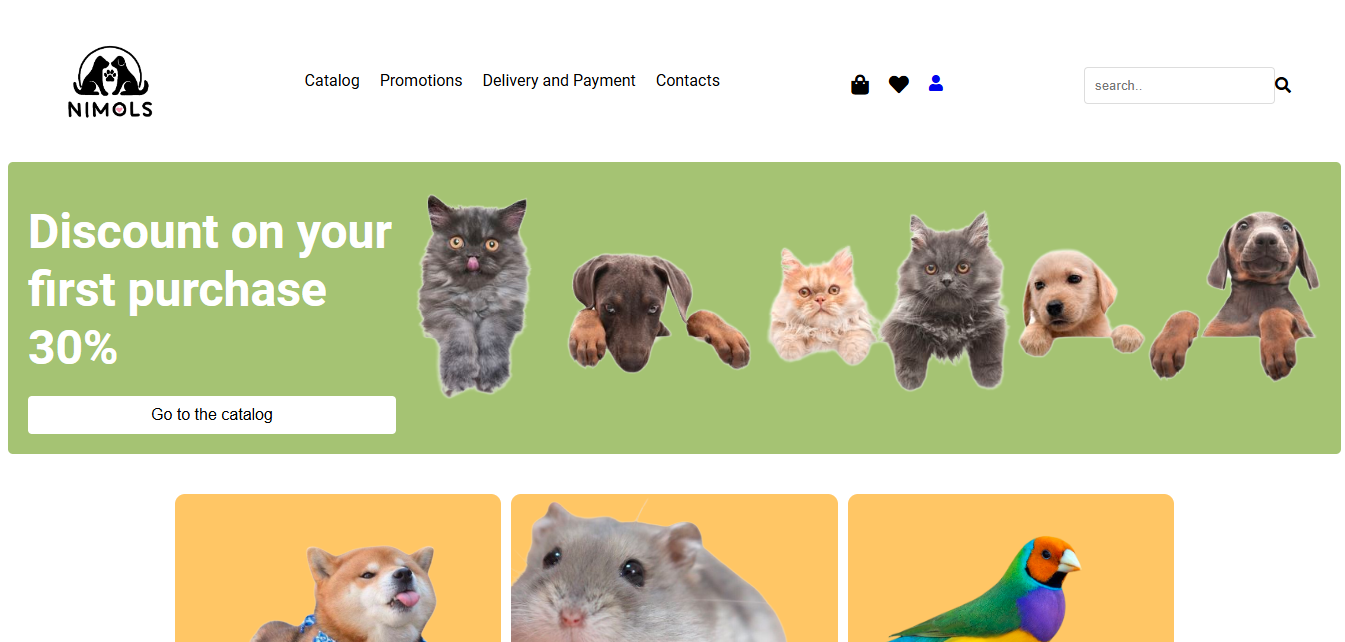 NIMOLS
Catalog
Promotions
Delivery and Payment
Contacts
search..
Discount on your
first purchase
30%
Go to the catalog